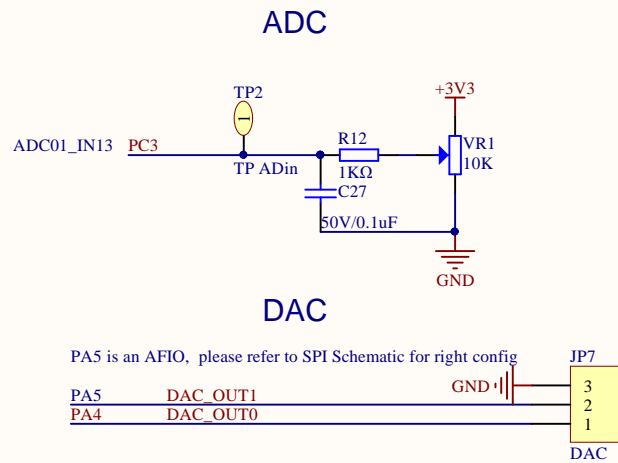 ADC
+3V3
TP2
1
ADC01_IN13 PC3
R12
VR1
TP ADin
1KΩ
10K
C27
50V/0.1uF
GND
DAC
PA5 is an AFIO, please refer to SPI Schematic for right config
JP7
GND
3
PA5 DAC_OUT1
2
PA4 DAC_OUT0
1
DAC